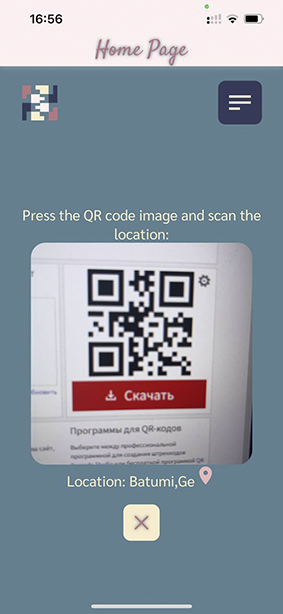 16:56
Home Page
Press the QR code image and scan the
location:
Скачать
Программы для QR-кодов
Выберите между профессиональной
программой для создания штрихкодов
Location: Batumi,Ge